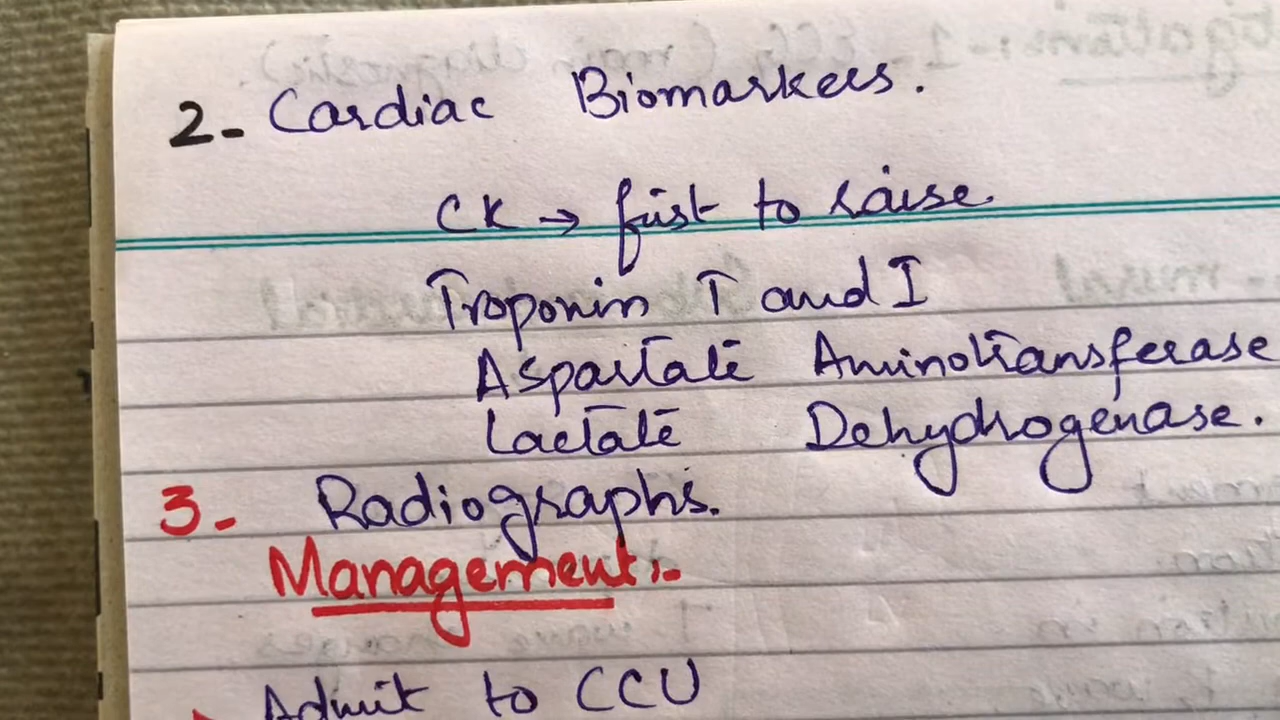 2- Cardiac Biomarkers.
CK → first to raise
Troponin T and I
Aspartate Aminotransferase
Lactate Dehydrogenase.
3. Radiographs.
Management:-
Admit to CCU